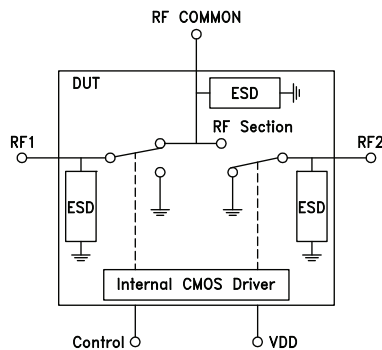 RF COMMON
DUT
ESD
RF Section
RF1
RF2
ESD
ESD
Internal CMOS Driver
Control
VDD